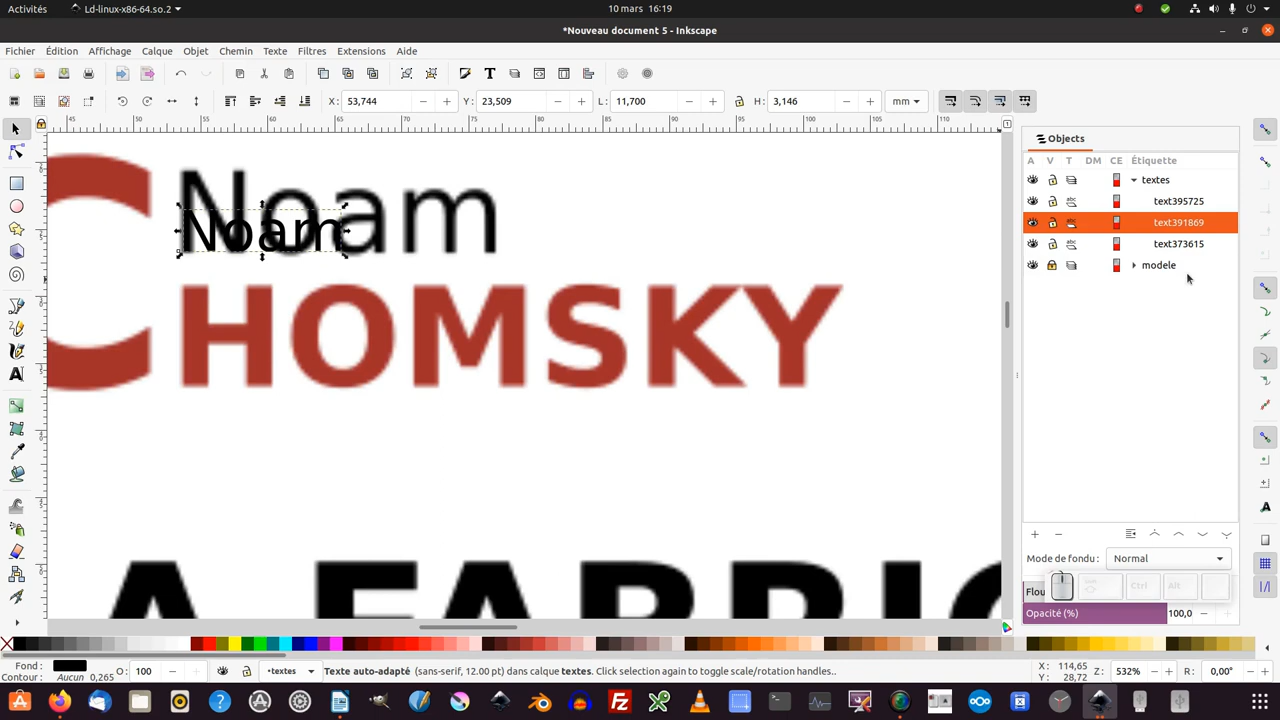 Activités Ld-linux-x86-64.so.2 10 mars 16:19
*Nouveau document 5 - Inkscape
Fichier Édition Affichage Calque Objet Chemin Texte Filtres Extensions Aide
X : 53,744 Y : 23,509 L : 11,700 H : 3,146 mm
Objects
A V T DM CE Étiquette
textes
text395725
text391869
text373615
modele
Noam
Noam
C HOMSKY
A FABRI
Mode de fondu : Normal
Flou
Ctrl Alt
Opacité (%) 100,0
Fond :
Contour : Aucun 0,265
O : 100
•textes
Texte auto-adapté (sans-serif, 12.00 pt) dans calque textes. Click selection again to toggle scale/rotation handles..
X : 114,65
Y : 28,72
Z : 532%
R : 0,00°